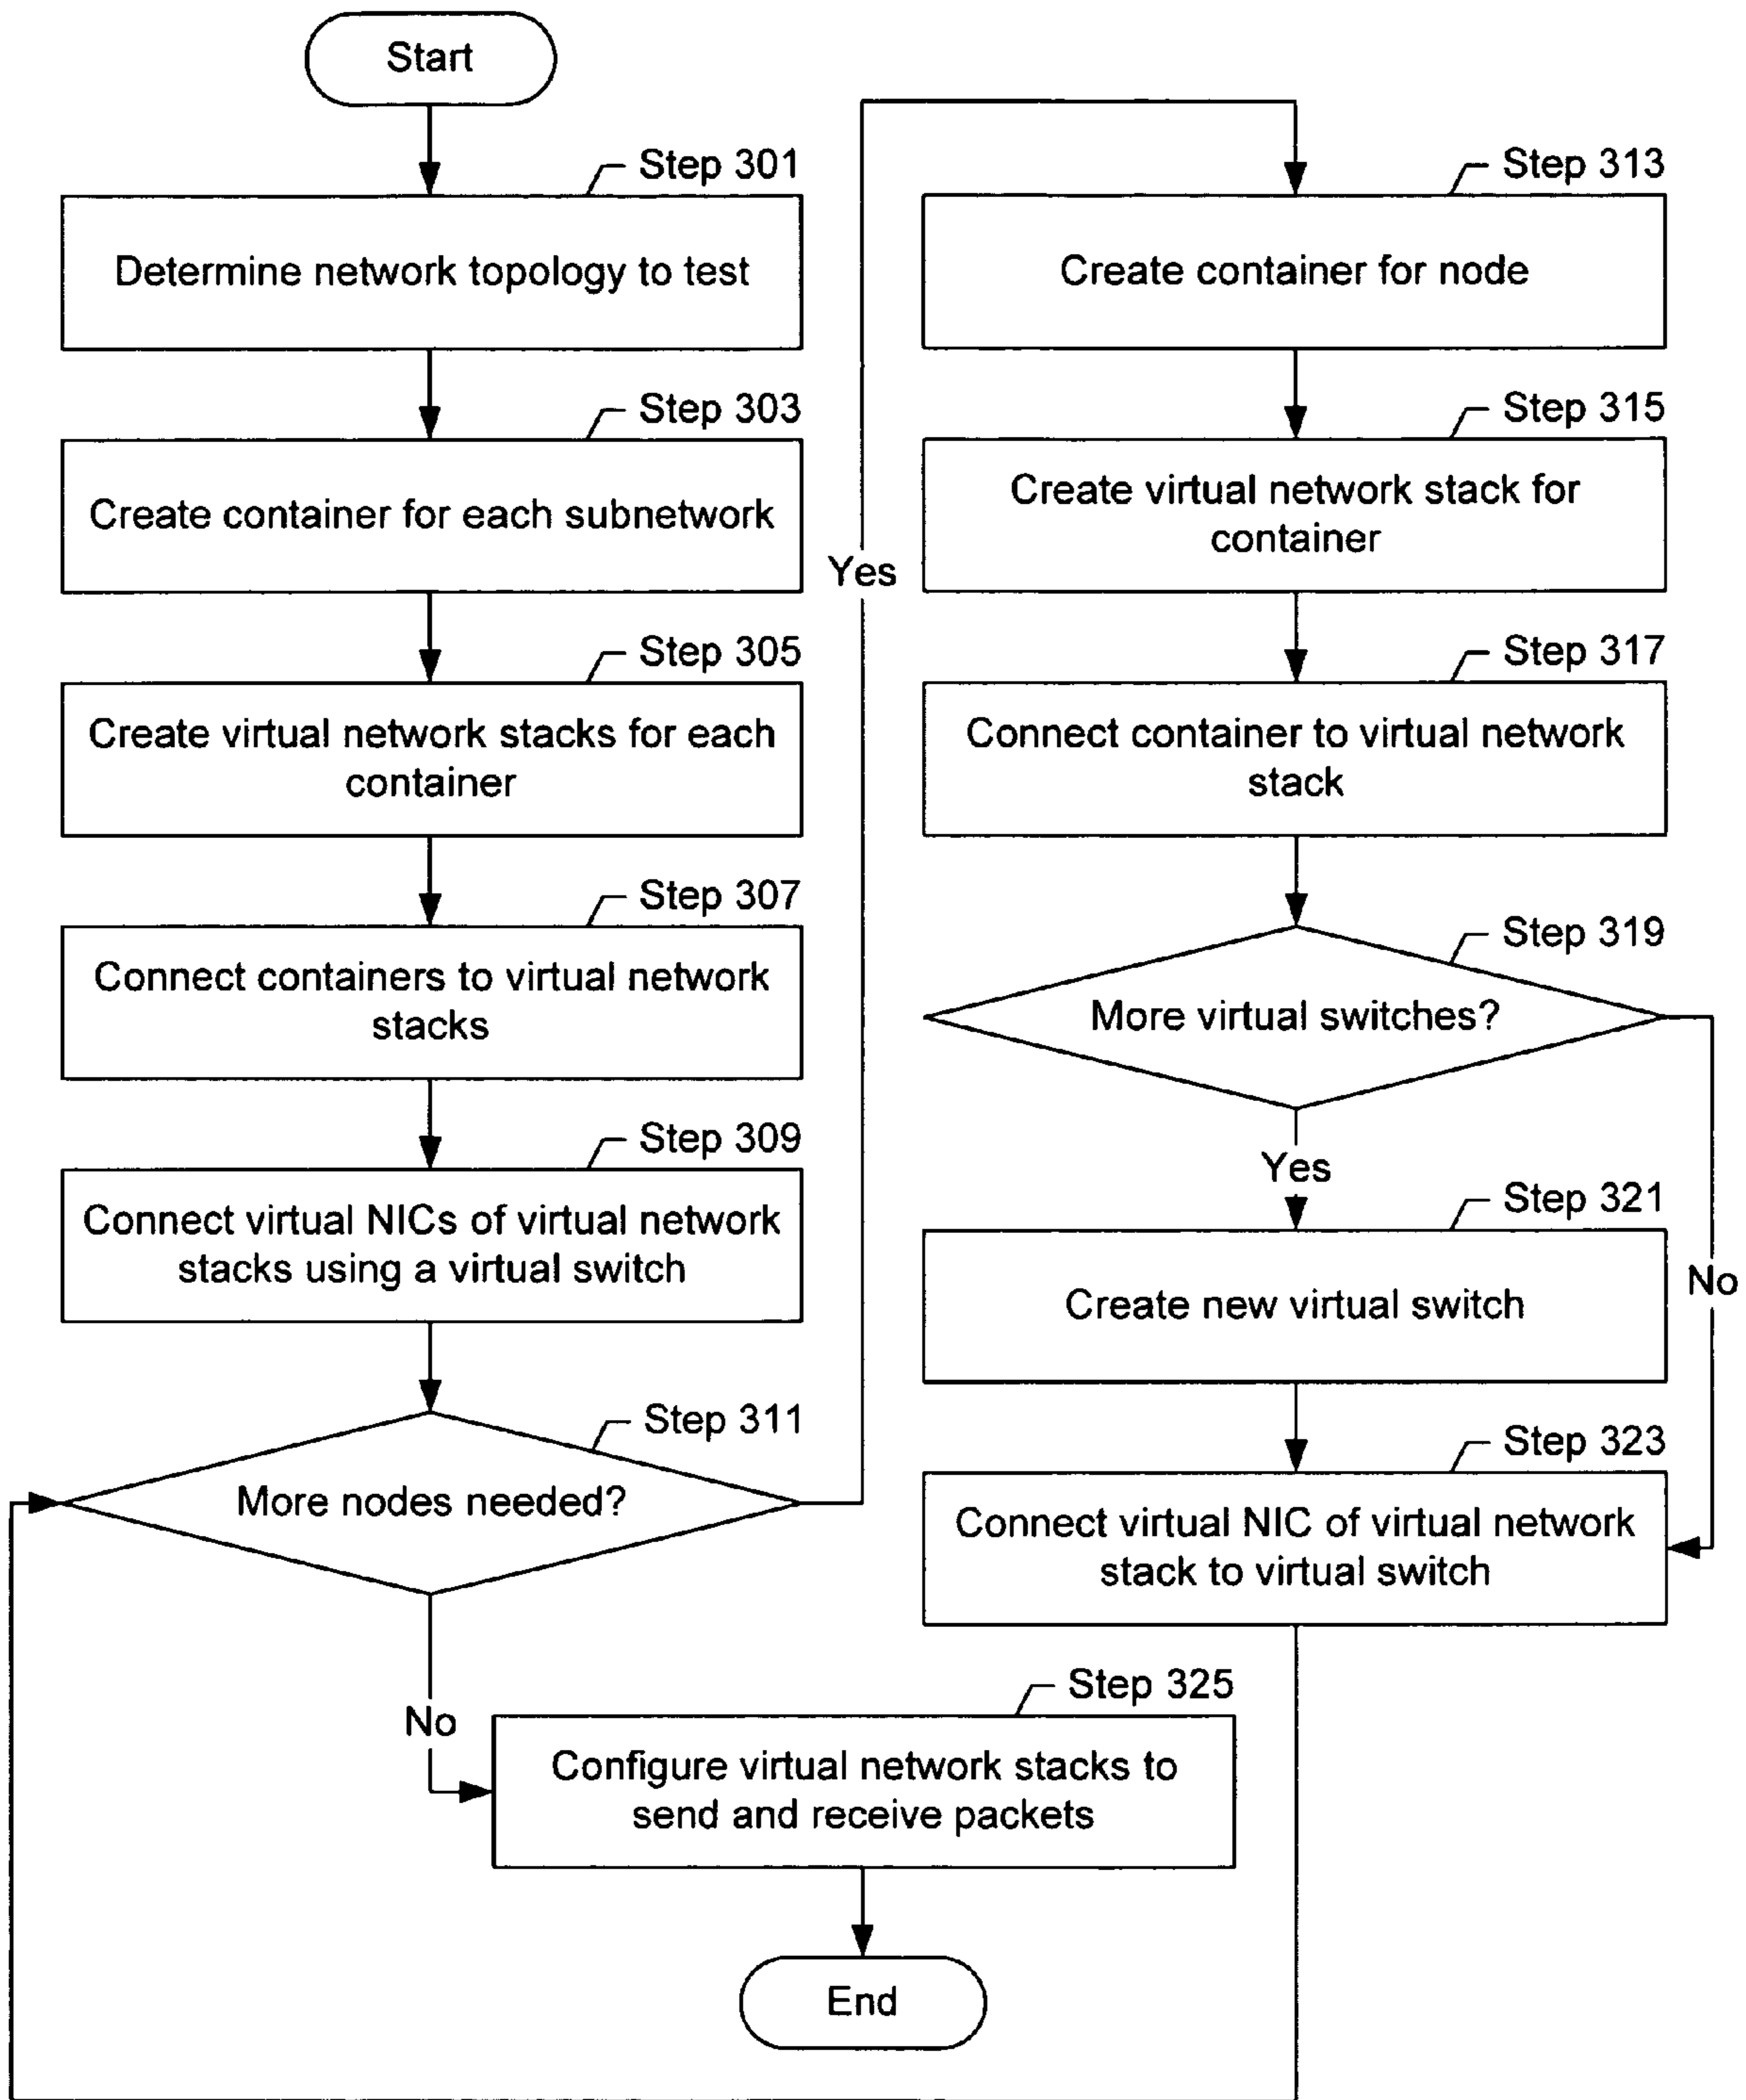 Start
Step 301
Determine network topology to test
Step 303
Create container for each subnetwork
Step 305
Create virtual network stacks for each
container
Step 307
Connect containers to virtual network
stacks
Step 309
Connect virtual NICs of virtual network
stacks using a virtual switch
Step 311
More nodes needed?
Yes
No
Step 313
Create container for node
Step 315
Create virtual network stack for
container
Step 317
Connect container to virtual network
stack
Step 319
More virtual switches?
Yes
No
Step 321
Create new virtual switch
Step 323
Connect virtual NIC of virtual network
stack to virtual switch
Step 325
Configure virtual network stacks to
send and receive packets
End